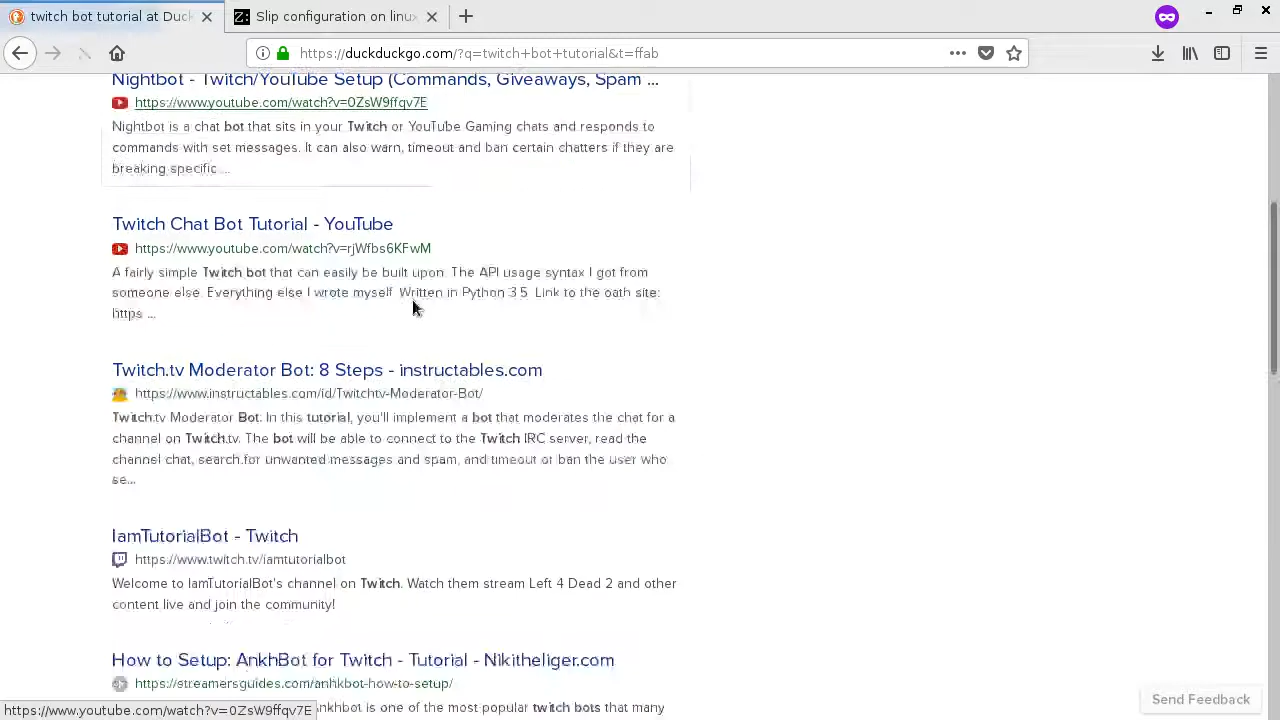 twitch bot tutorial at Duck
Slip configuration on linux
https://duckduckgo.com/?q=twitch+bot+tutorial&t=ffab
Nightbot - Twitch/YouTube Setup (Commands, Giveaways, Spam ...
https://www.youtube.com/watch?v=0ZsW9ffqv7E
Nightbot is a chat bot that sits in your Twitch or YouTube Gaming chats and responds to
commands with set messages. It can also warn, timeout and ban certain chatters if they are
breaking specific ...
Twitch Chat Bot Tutorial - YouTube
https://www.youtube.com/watch?v=rjWfbs6KFwM
A fairly simple Twitch bot that can easily be built upon. The API usage syntax I got from
someone else. Everything else I wrote myself. Written in Python 3.5. Link to the oath site:
https ...
Twitch.tv Moderator Bot: 8 Steps - instructables.com
https://www.instructables.com/id/Twitchtv-Moderator-Bot/
Twitch.tv Moderator Bot. In this tutorial, you'll implement a bot that moderates the chat for a
channel on Twitch.tv. The bot will be able to connect to the Twitch IRC server, read the
channel chat, search for unwanted messages and spam, and timeout or ban the user who
se...
IamTutorialBot - Twitch
https://www.twitch.tv/iamtutorialbot
Welcome to IamTutorialBot's channel on Twitch. Watch them stream Left 4 Dead 2 and other
content live and join the community!
How to Setup: AnkhBot for Twitch - Tutorial - Nikitheliger.com
https://streamersguides.com/anhkbot-how-to-setup/
nkhbot is one of the most popular twitch bots that many
https://www.youtube.com/watch?v=0ZsW9ffqv7E
Send Feedback